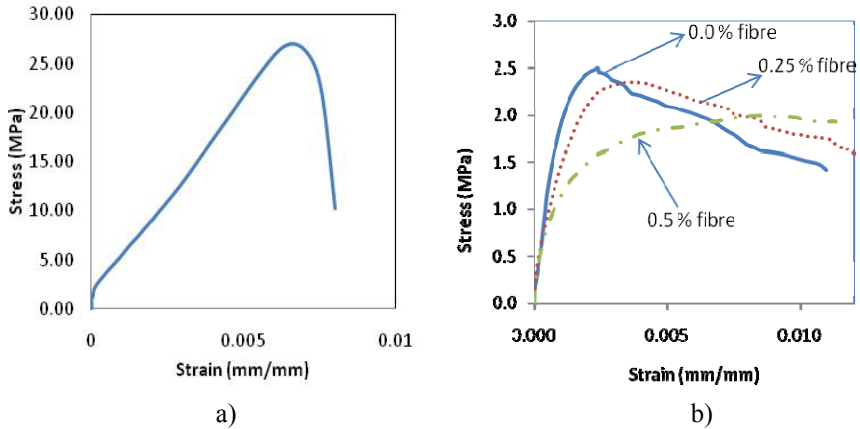 30.00
25.00
20.00
15.00
10.00
5.00
0.00
Stress (MPa)
0
0.005
0.01
Strain (mm/mm)
a)
3.0
2.5
2.0
1.5
1.0
0.5
0.0
Stress (MPa)
0.0 % fibre
0.25 % fibre
0.5 % fibre
0.000
0.005
0.010
Strain (mm/mm)
b)